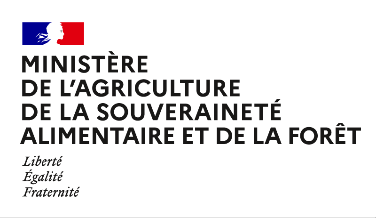 MINISTÈRE
DE L'AGRICULTURE
DE LA SOUVERAINETÉ
ALIMENTAIRE ET DE LA FORÊT
Liberté
Égalité
Fraternité